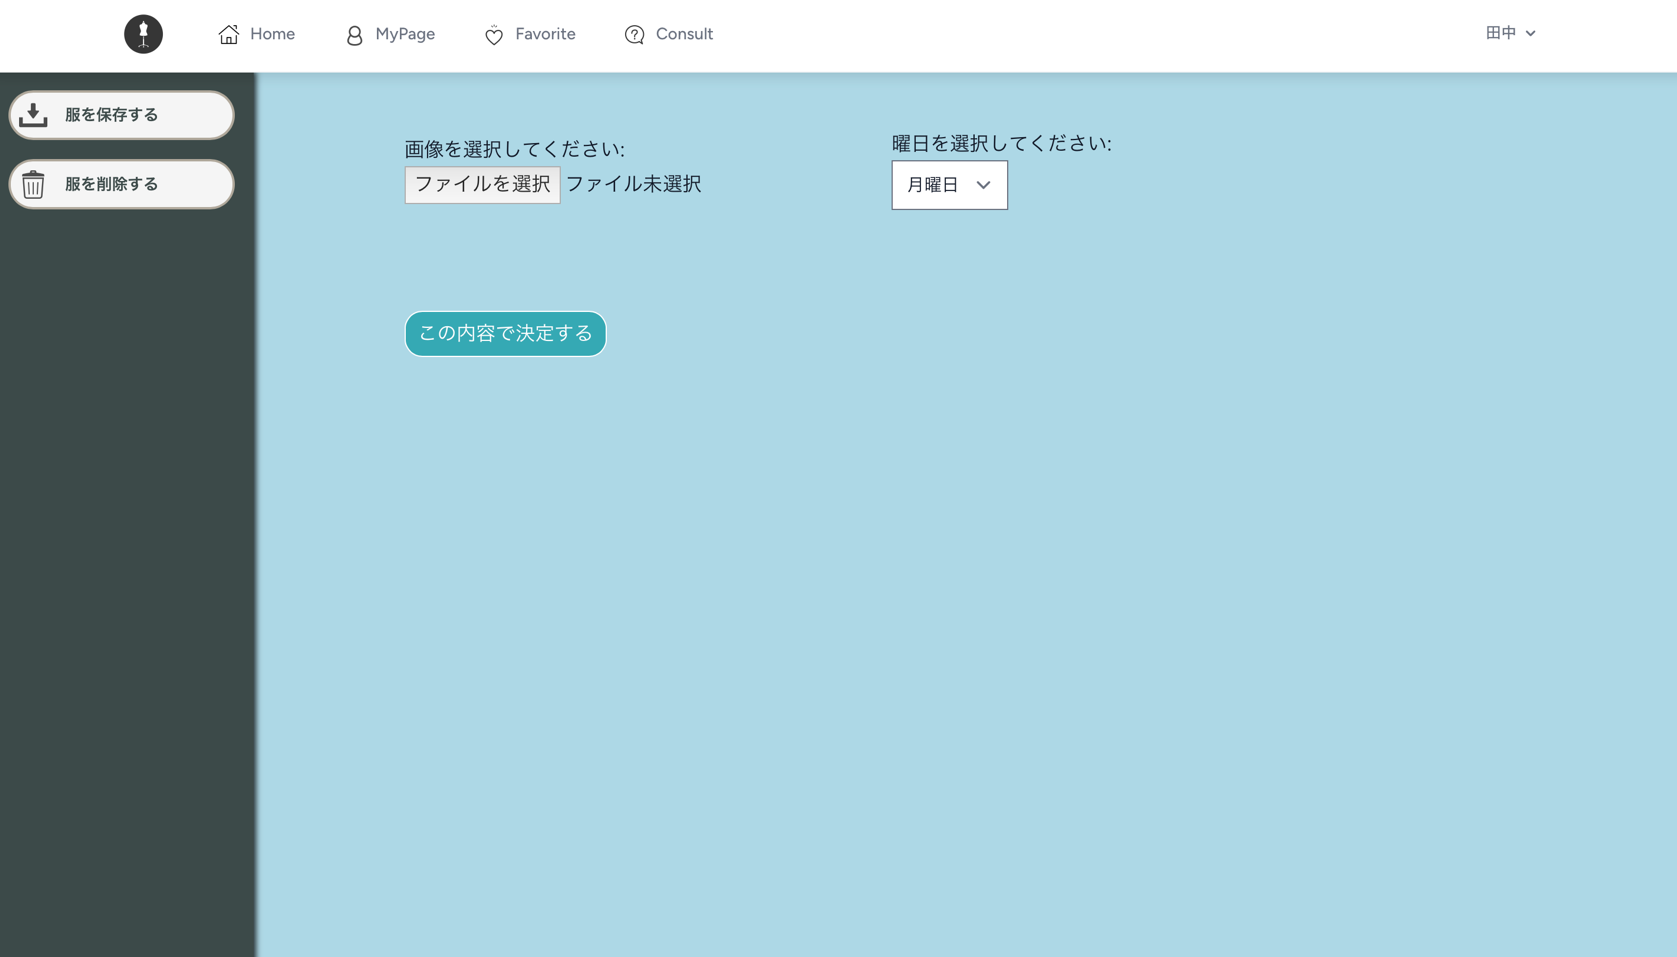 Home
MyPage
Favorite
Consult
田中
服を保存する
服を削除する
画像を選択してください:
ファイルを選択 ファイル未選択
曜日を選択してください:
月曜日
この内容で決定する